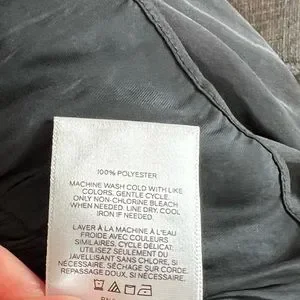 100% POLYESTER
MACHINE WASH COLD WITH LIKE
COLORS. GENTLE CYCLE.
ONLY NON-CHLORINE BLEACH
WHEN NEEDED. LINE DRY, COOL
IRON IF NEEDED.
LAVER À LA MACHINE À L'EAU
FROIDE AVEC COULEURS
SIMILAIRES. CYCLE DÉLICAT.
UTILISEZ SEULEMENT DU
JAVELLISANT SANS CHLORE, SI
NÉCESSAIRE. SÉCHAGE SUR CORDE.
REPASSAGE DOUX, SI NÉCESSAIRE.